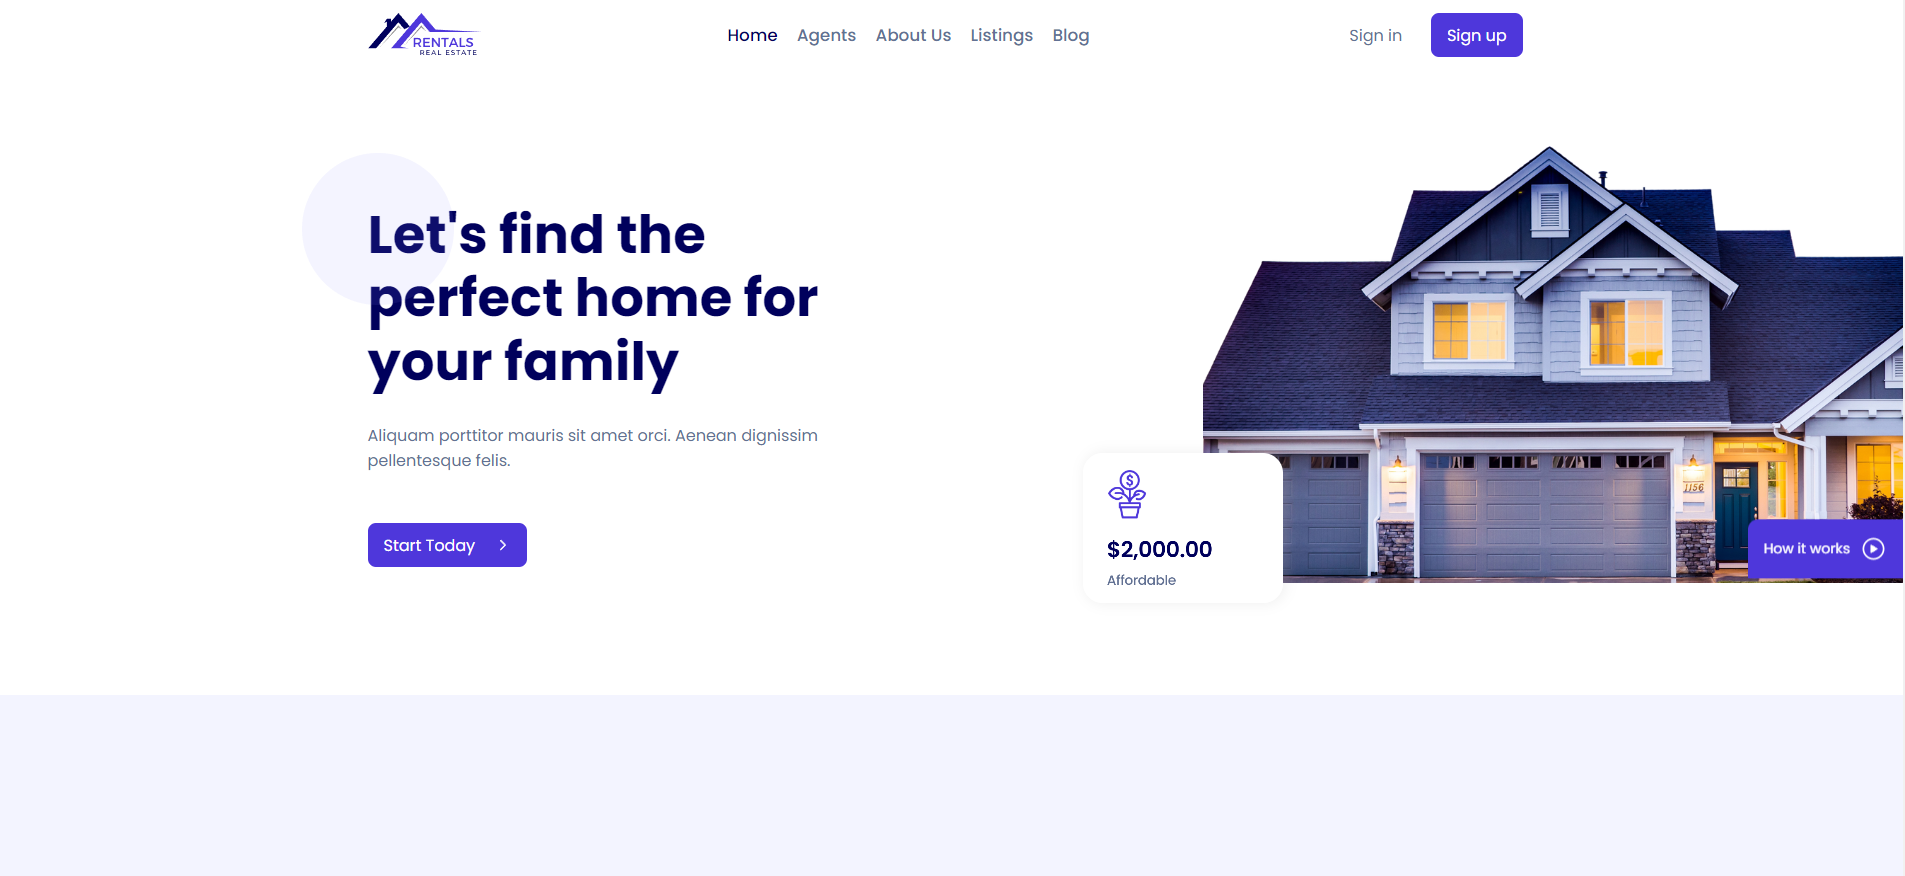 RENTALS
REAL ESTATE
Home Agents About Us Listings Blog
Sign in Sign up
Let's find the
perfect home for
your family
Aliquam porttitor mauris sit amet orci. Aenean dignissim
pellentesque felis.
Start Today
$
$2,000.00
Affordable
1156
How it works